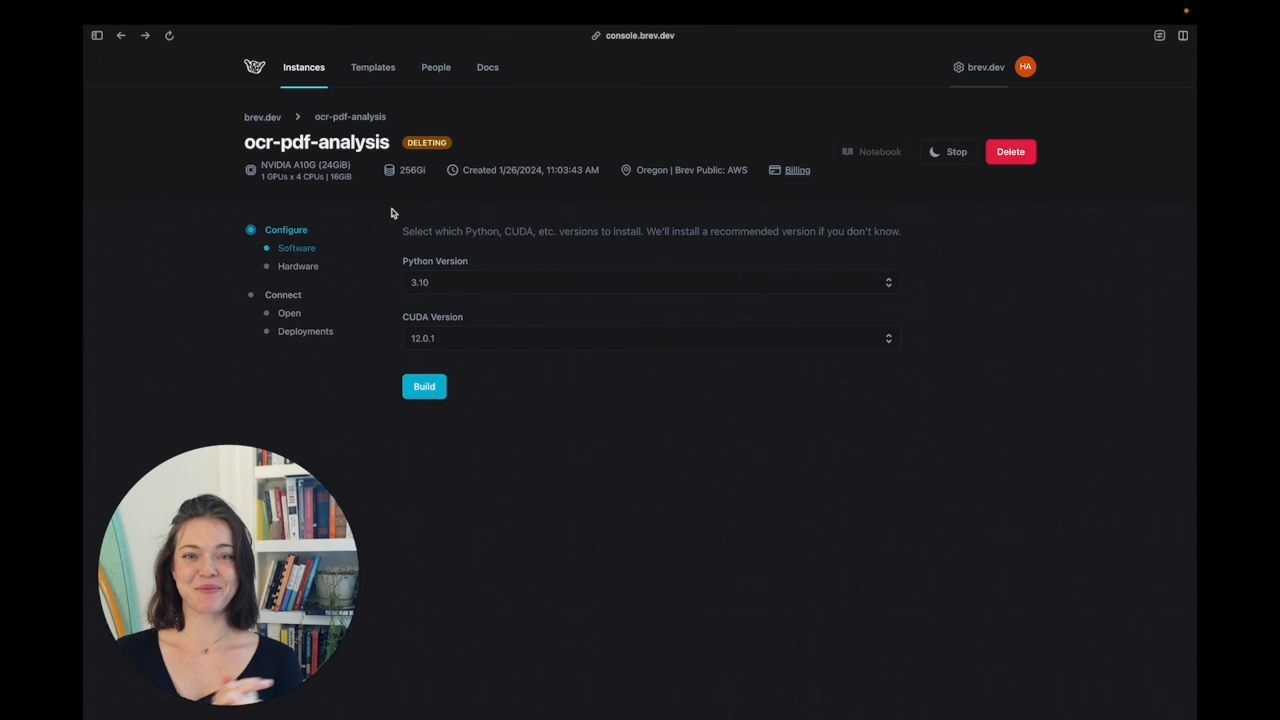 console.brev.dev
Instances
Templates
People
Docs
brev.dev
HA
brev.dev > ocr-pdf-analysis
ocr-pdf-analysis
DELETING
NVIDIA A10G (24GiB)
1 GPUs x 4 CPUs | 16GiB
256Gi
Created 1/26/2024, 11:03:43 AM
Oregon | Brev Public: AWS
Billing
Notebook
Stop
Delete
Configure
Software
Hardware
Connect
Open
Deployments
Select which Python, CUDA, etc. versions to install. We'll install a recommended version if you don't know.
Python Version
3.10
CUDA Version
12.0.1
Build